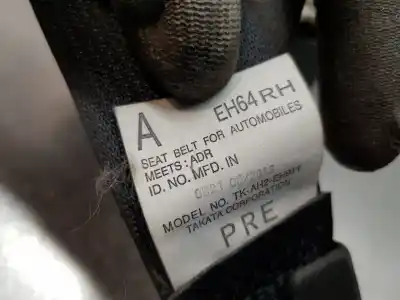 A EH64 RH
SEAT BELT FOR AUTOMOBILES
MEETS : ADR
ID. NO. MFD. IN
MODEL NO. TK-AH2-
TAKATA CORPORATION
PRE